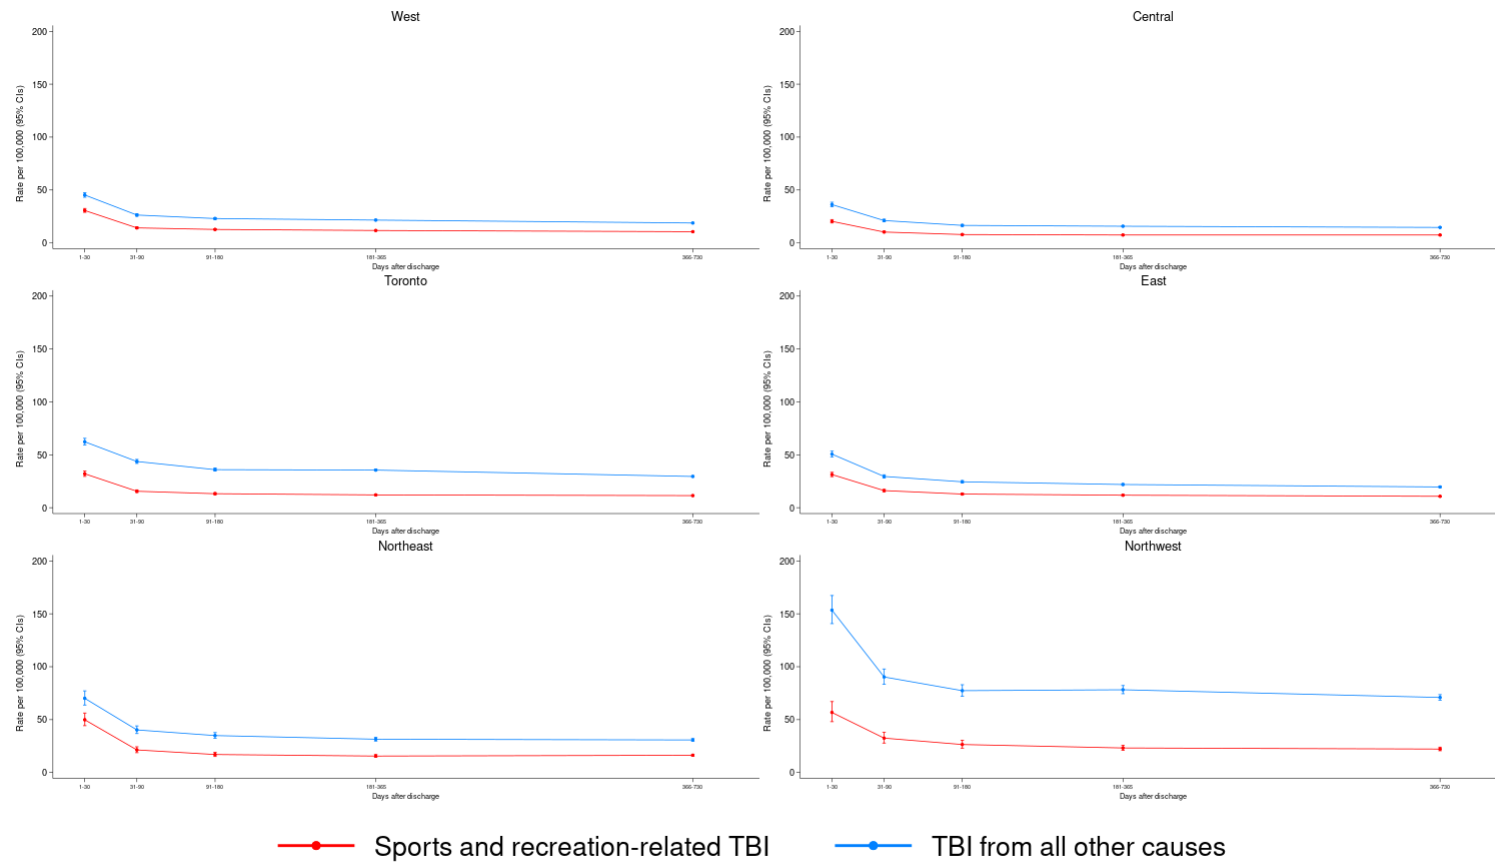 West
Rate per 100,000 (95% CIs)
200
150
100
50
0
1-30 31-90 91-180 181-365 366-730
Days after discharge
Central
Rate per 100,000 (95% CIs)
200
150
100
50
0
1-30 31-90 91-180 181-365 366-730
Days after discharge
Toronto
Rate per 100,000 (95% CIs)
200
150
100
50
0
1-30 31-90 91-180 181-365 366-730
Days after discharge
East
Rate per 100,000 (95% CIs)
200
150
100
50
0
1-30 31-90 91-180 181-365 366-730
Days after discharge
Northeast
Rate per 100,000 (95% CIs)
200
150
100
50
0
1-30 31-90 91-180 181-365 366-730
Days after discharge
Northwest
Rate per 100,000 (95% CIs)
200
150
100
50
0
1-30 31-90 91-180 181-365 366-730
Days after discharge
Sports and recreation-related TBI
TBI from all other causes